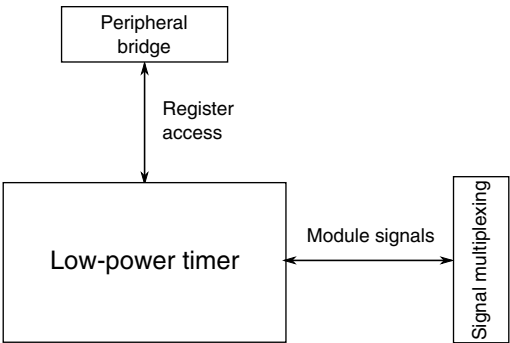 Peripheral
bridge
Register
access
Low-power timer
Module signals
Signal multiplexing